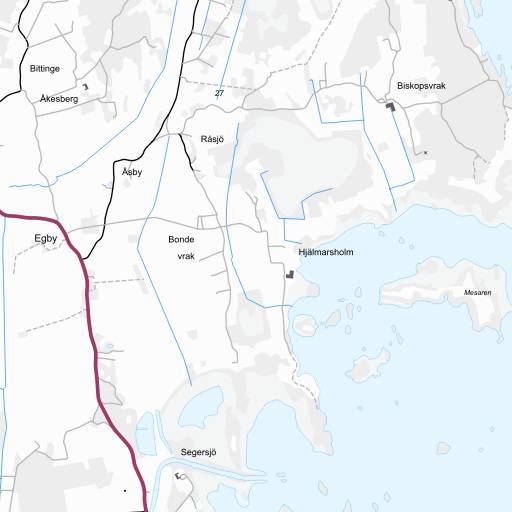 Bittinge
Åkesberg
27
Biskopsvrak
Råsjö
Åsby
Egby
Bonde
vrak
Hjälmarsholm
Mesaren
Segersjö